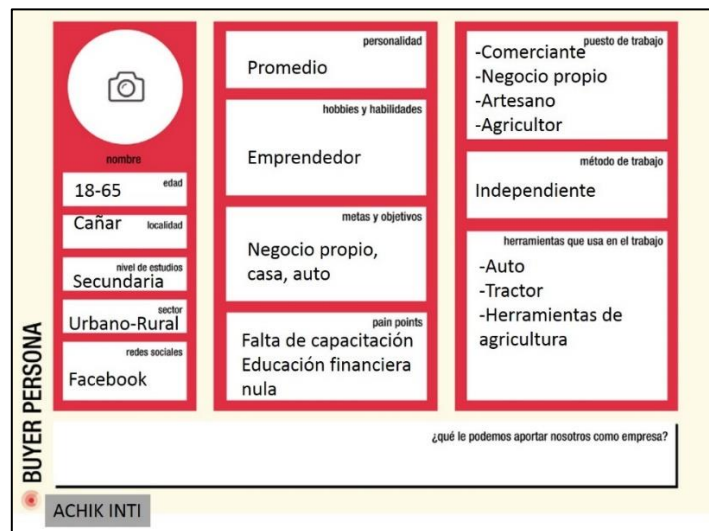 nombre
18-65
edad
Cañar
localidad
nivel de estudios
Secundaria
sector
Urbano-Rural
redes sociales
Facebook
personalidad
Promedio
hobbies y habilidades
Emprendedor
metas y objetivos
Negocio propio,
casa, auto
pain points
Falta de capacitación
Educación financiera
nula
puesto de trabajo
-Comerciante
-Negocio propio
-Artesano
-Agricultor
método de trabajo
Independiente
herramientas que usa en el trabajo
-Auto
-Tractor
-Herramientas de
agricultura
¿qué le podemos aportar nosotros como empresa?
BUYER PERSONA
ACHIK INTI